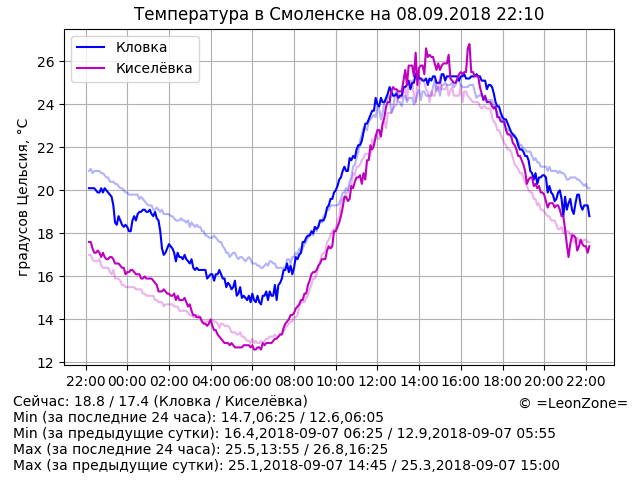 Температура в Смоленске на 08.09.2018 22:10
Кловка
Киселёвка
градусов Цельсия, °C
26
24
22
20
18
16
14
12
22:00 00:00 02:00 04:00 06:00 08:00 10:00 12:00 14:00 16:00 18:00 20:00 22:00
Сейчас: 18.8 / 17.4 (Кловка / Киселёвка)
© =LeonZone=
Min (за последние 24 часа): 14.7,06:25 / 12.6,06:05
Min (за предыдущие сутки): 16.4,2018-09-07 06:25 / 12.9,2018-09-07 05:55
Max (за последние 24 часа): 25.5,13:55 / 26.8,16:25
Max (за предыдущие сутки): 25.1,2018-09-07 14:45 / 25.3,2018-09-07 15:00